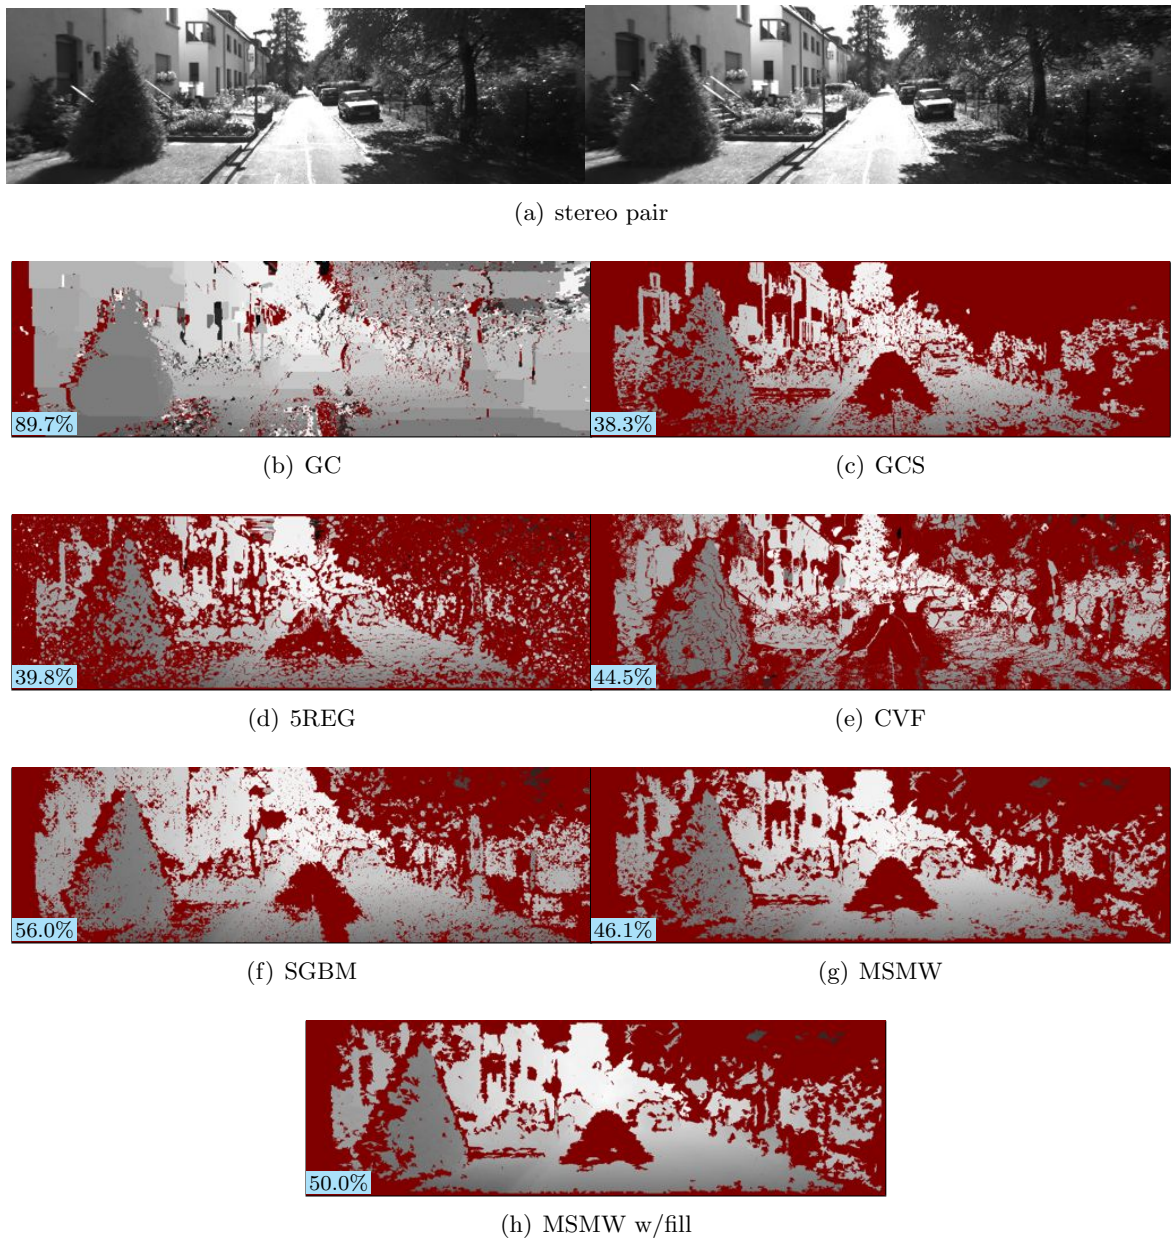 (a) stereo pair
89.7%
38.3%
(b) GC
(c) GCS
39.8%
44.5%
(d) 5REG
(e) CVF
56.0%
46.1%
(f) SGBM
(g) MSMW
50.0%
(h) MSMW w/fill